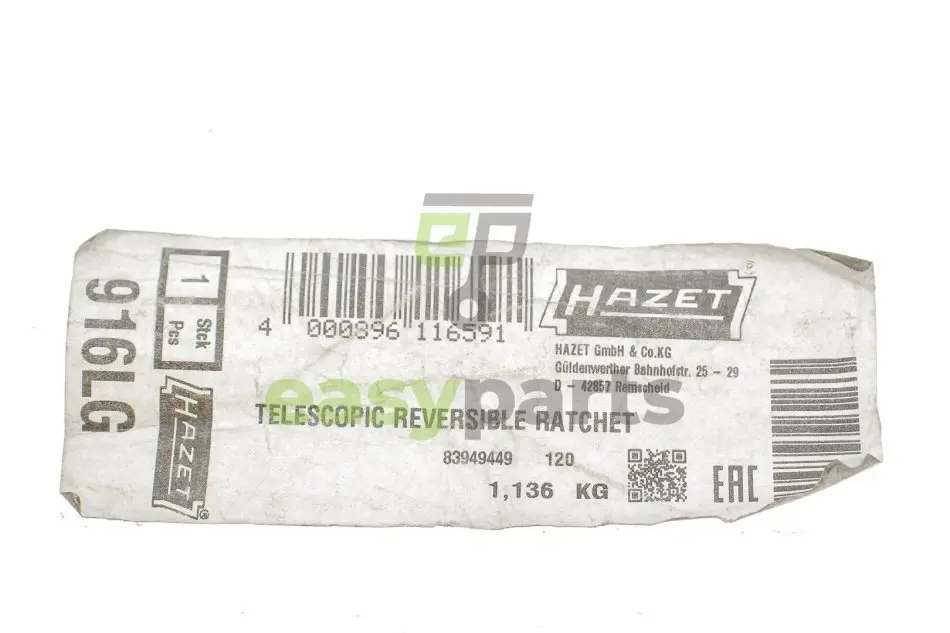 916LG
1
Stck
Pcs
HAZET®
4 000896 116591
HAZET®
HAZET GmbH & Co.KG
Güldenwerther Bahnhofstr. 25 - 29
D - 42857 Remscheid
TELESCOPIC REVERSIBLE RATCHET
83949449 120
1,136 KG
EAC
ep
easyparts